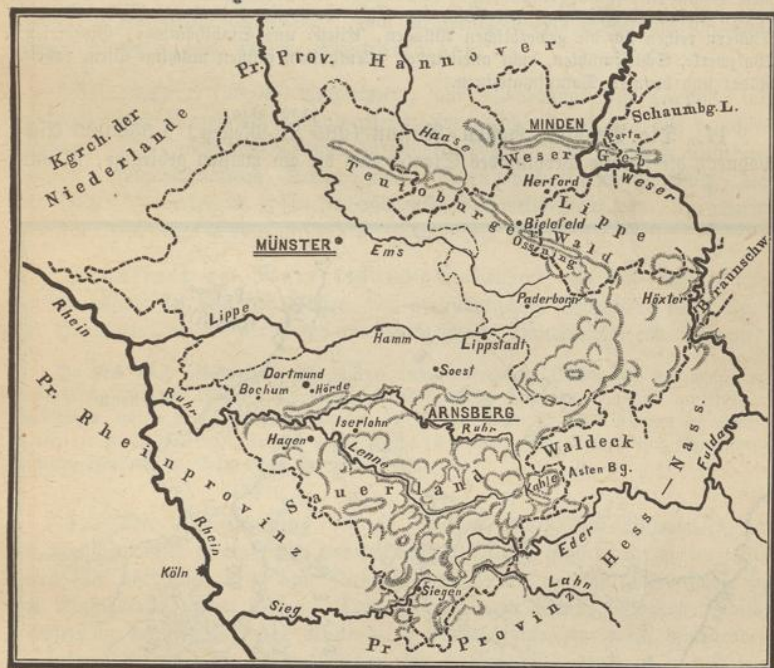 Pr. Prov. Hannover
Kgrch. der
Niederlande
Haase
MINDEN
Schaumbg. L.
Porta
Weser Geb.
Weser
Teutoburger Wald
Herford
Lippe
Bielefeld
Ossning
MÜNSTER
Ems
Paderborn
Höxter
Braunschw.
Rhein
Lippe
Hamm
Lippstadt
Soest
Dortmund
Bochum
Hörde
Ruhr
ARNSBERG
Ruhr
Iserlohn
Hagen
Lenne
Waldeck
Kahle
Asten Bg.
Sauerland
Pr. Rheinprovinz
Rhein
Köln
Eder
Fulda
Siegen
Lahn
Sieg
Pr Provinz Hess-Nass.